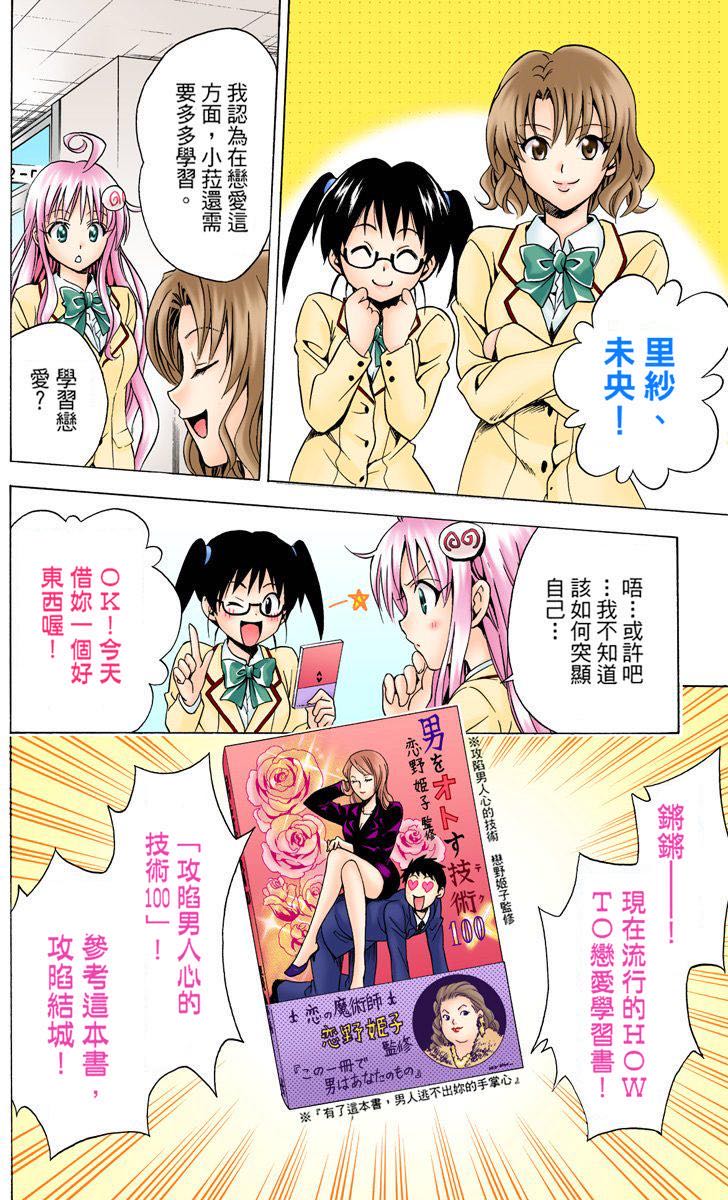 里紗、
未央！
我認為在戀愛這
方面，小菈還需
要多多學習。
2-
學習戀
愛？
唔…或許吧
…我不知道
該如何突顯
自己…
OK！今天
借妳一個好
東西喔！
鏘鏘——！
現在流行的HOW
TO戀愛學習書！
※攻陷男人心的技術　戀野姬子監修
男をオトす技術100
テク
恋野姫子 監修
恋の魔術師
恋野姫子
監修
『この一冊で
男はあなたのもの』
※『有了這本書，男人逃不出妳的手掌心』
「攻陷男人心的
技術100」！
參考這本書，
攻陷結城！